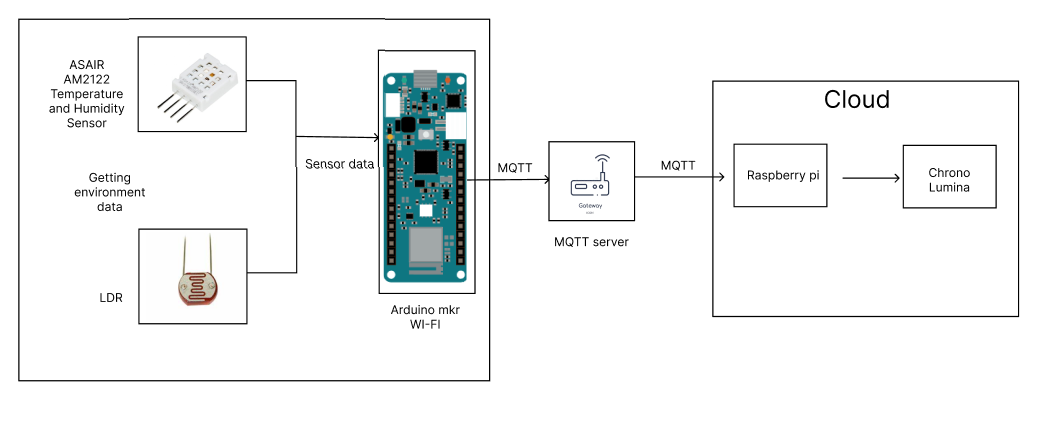 ASAIR
AM2122
Temperature
and Humidity
Sensor
Getting
environment
data
LDR
Sensor data
Arduino mkr
WI-FI
MQTT
Gateway
MQTT server
MQTT
Cloud
Raspberry pi
Chrono
Lumina